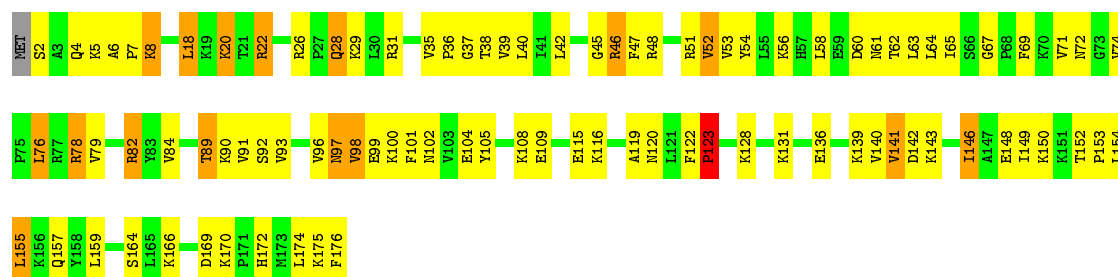 MET S2 A3 Q4 K5 A6 P7 K8 L18 K19 K20 T21 R22 R26 P27 Q28 K29 L30 R31 V35 P36 G37 T38 V39 L40 I41 L42 G45 R46 F47 R48 R51 V52 V53 Y54 L55 K56 H57 L58 E59 D60 N61 T62 L63 L64 I65 S66 G67 P68 F69 K70 V71 N72 G73 V74
P75 L76 R77 R78 V79 R82 Y83 V84 T89 K90 V91 S92 V93 V96 N97 V98 E99 K100 F101 N102 V103 E104 Y105 K108 E109 E115 K116 A119 N120 L121 F122 P123 K128 K131 E136 K139 V140 V141 D142 K143 I146 A147 E148 I149 K150 K151 T152 P153 L154
L155 K156 Q157 Y158 L159 S164 L165 K166 D169 K170 P171 H172 M173 L174 K175 F176